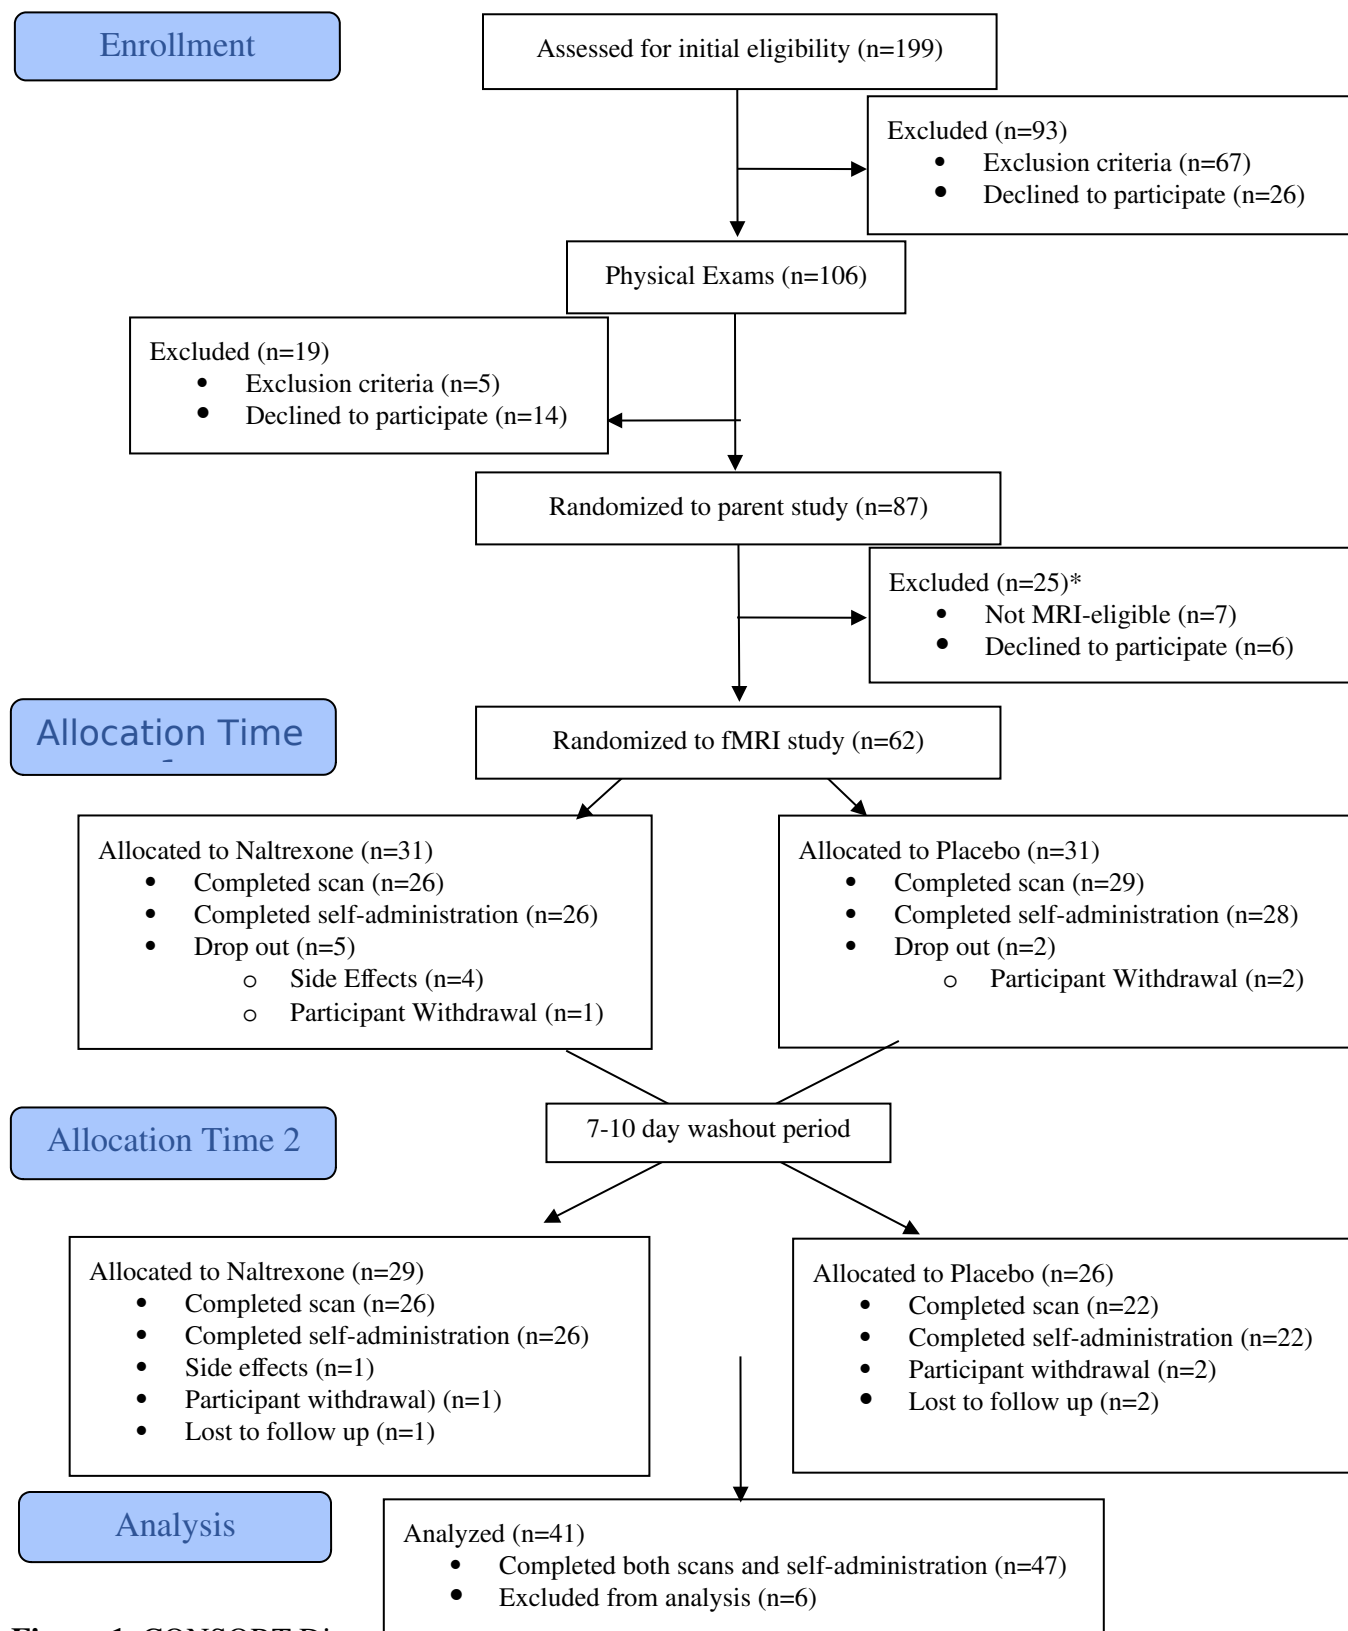 Enrollment
Assessed for initial eligibility (n=199)
Excluded (n=93)
• Exclusion criteria (n=67)
• Declined to participate (n=26)
Physical Exams (n=106)
Excluded (n=19)
• Exclusion criteria (n=5)
• Declined to participate (n=14)
Randomized to parent study (n=87)
Excluded (n=25)*
• Not MRI-eligible (n=7)
• Declined to participate (n=6)
Allocation Time
Randomized to fMRI study (n=62)
Allocated to Naltrexone (n=31)
• Completed scan (n=26)
• Completed self-administration (n=26)
• Drop out (n=5)
o Side Effects (n=4)
o Participant Withdrawal (n=1)
Allocated to Placebo (n=31)
• Completed scan (n=29)
• Completed self-administration (n=28)
• Drop out (n=2)
o Participant Withdrawal (n=2)
Allocation Time 2
7-10 day washout period
Allocated to Naltrexone (n=29)
• Completed scan (n=26)
• Completed self-administration (n=26)
• Side effects (n=1)
• Participant withdrawal) (n=1)
• Lost to follow up (n=1)
Allocated to Placebo (n=26)
• Completed scan (n=22)
• Completed self-administration (n=22)
• Participant withdrawal (n=2)
• Lost to follow up (n=2)
Analysis
Analyzed (n=41)
• Completed both scans and self-administration (n=47)
• Excluded from analysis (n=6)